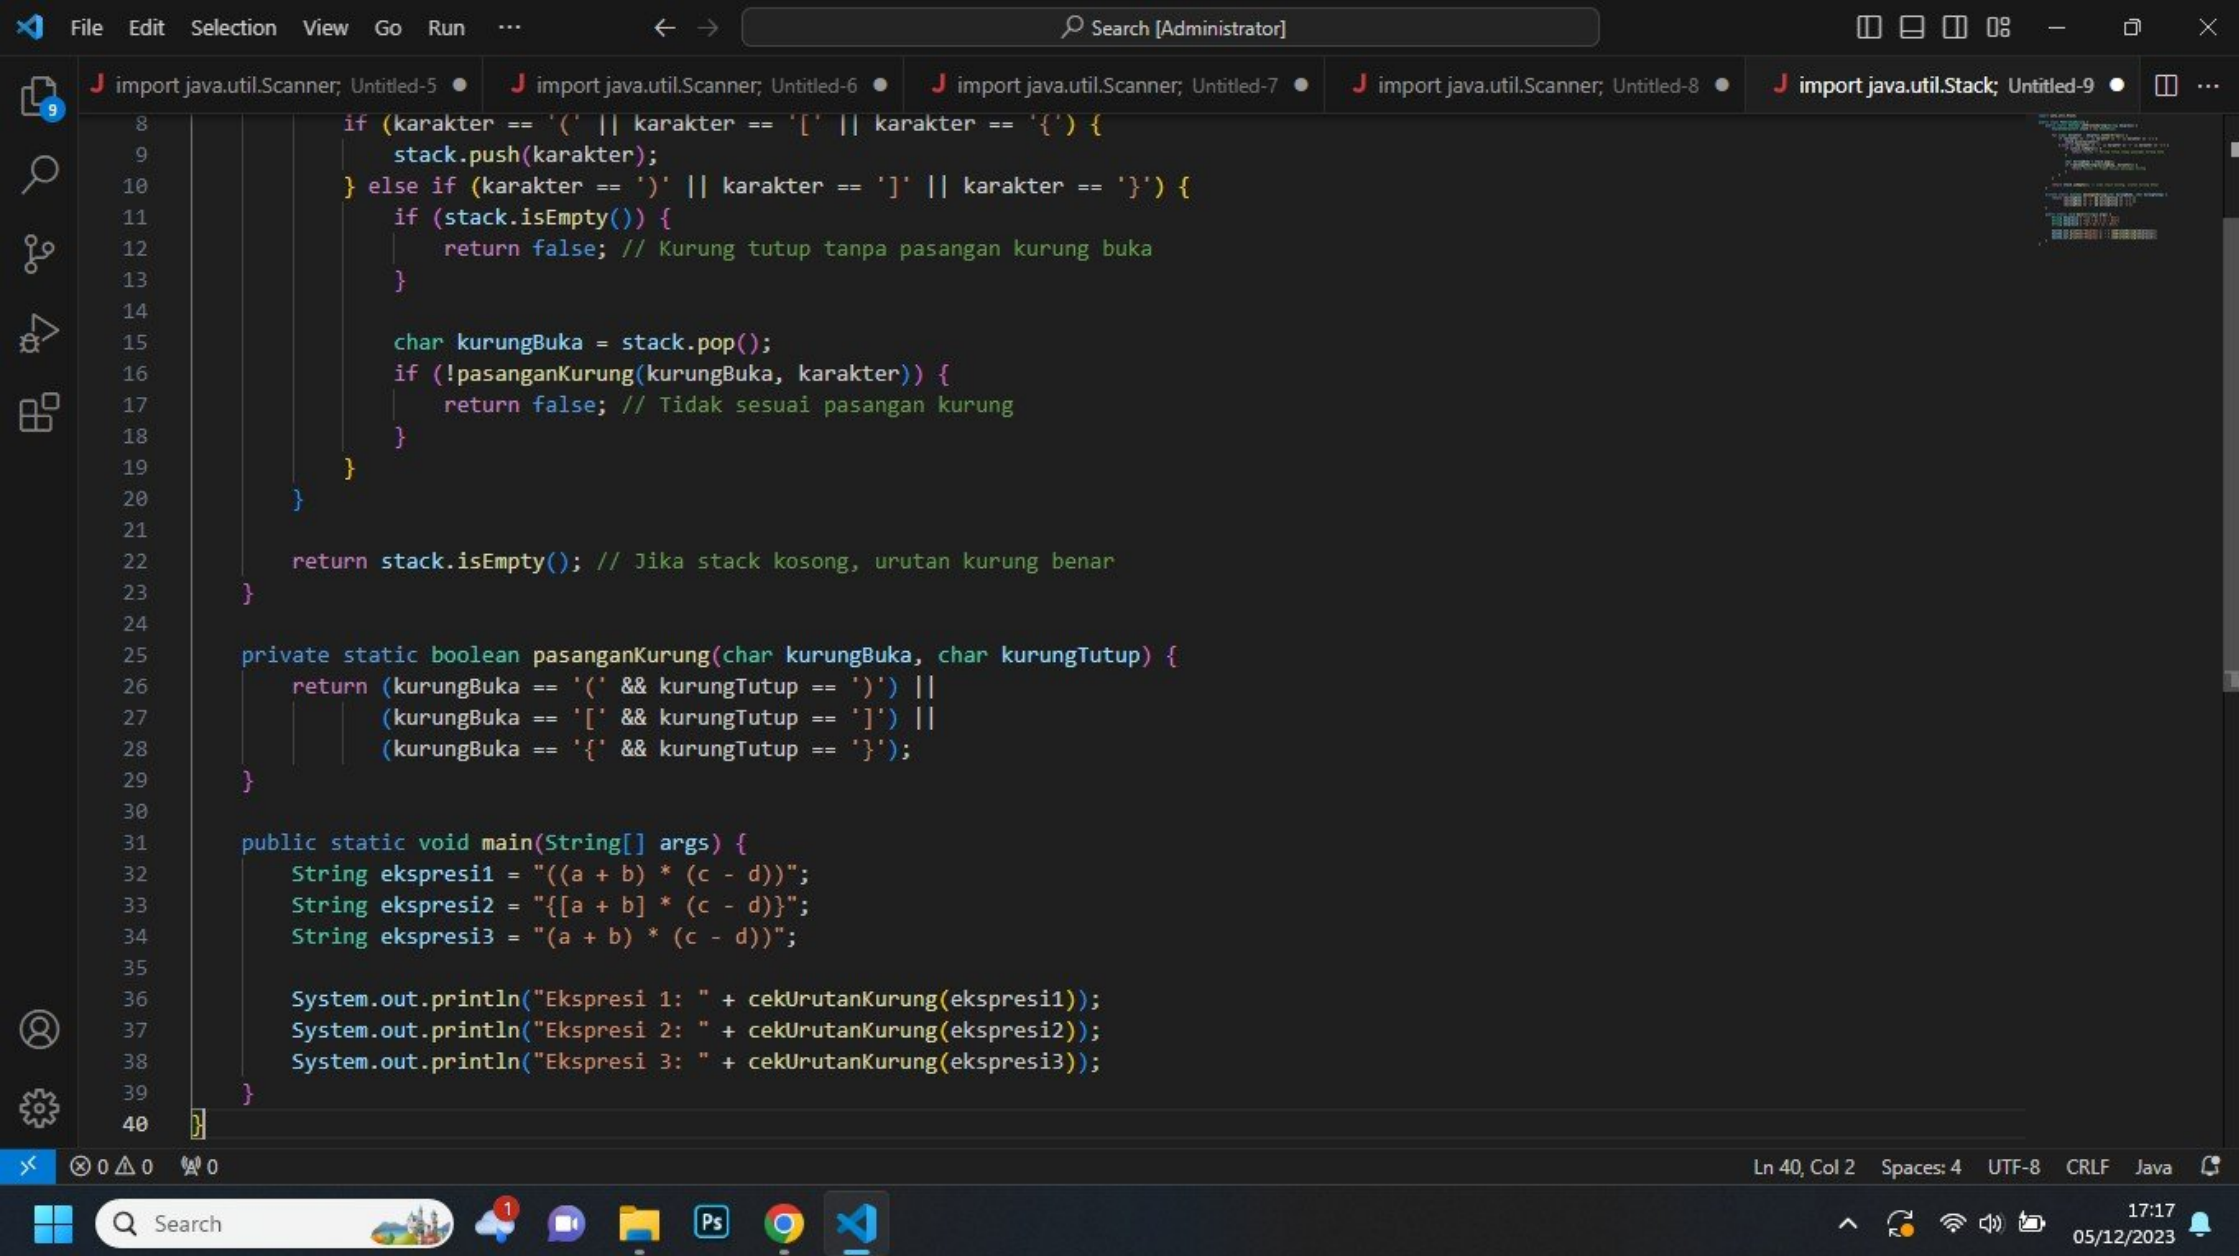 File Edit Selection View Go Run ··· Search [Administrator]
9
import java.util.Scanner; Untitled-5
import java.util.Scanner; Untitled-6
import java.util.Scanner; Untitled-7
import java.util.Scanner; Untitled-8
import java.util.Stack; Untitled-9
8 if (karakter == '(' || karakter == '[' || karakter == '{') {
9 stack.push(karakter);
10 } else if (karakter == ')' || karakter == ']' || karakter == '}') {
11 if (stack.isEmpty()) {
12 return false; // Kurung tutup tanpa pasangan kurung buka
13 }
14
15 char kurungBuka = stack.pop();
16 if (!pasanganKurung(kurungBuka, karakter)) {
17 return false; // Tidak sesuai pasangan kurung
18 }
19 }
20 }
21
22 return stack.isEmpty(); // Jika stack kosong, urutan kurung benar
23 }
24
25 private static boolean pasanganKurung(char kurungBuka, char kurungTutup) {
26 return (kurungBuka == '(' && kurungTutup == ')') ||
27 (kurungBuka == '[' && kurungTutup == ']') ||
28 (kurungBuka == '{' && kurungTutup == '}');
29 }
30
31 public static void main(String[] args) {
32 String ekspresi1 = "((a + b) * (c - d))";
33 String ekspresi2 = "{[a + b] * (c - d)}";
34 String ekspresi3 = "(a + b) * (c - d))";
35
36 System.out.println("Ekspresi 1: " + cekUrutanKurung(ekspresi1));
37 System.out.println("Ekspresi 2: " + cekUrutanKurung(ekspresi2));
38 System.out.println("Ekspresi 3: " + cekUrutanKurung(ekspresi3));
39 }
40 }
0 0 0 Ln 40, Col 2 Spaces: 4 UTF-8 CRLF Java
Search 1 Ps 17:17
05/12/2023